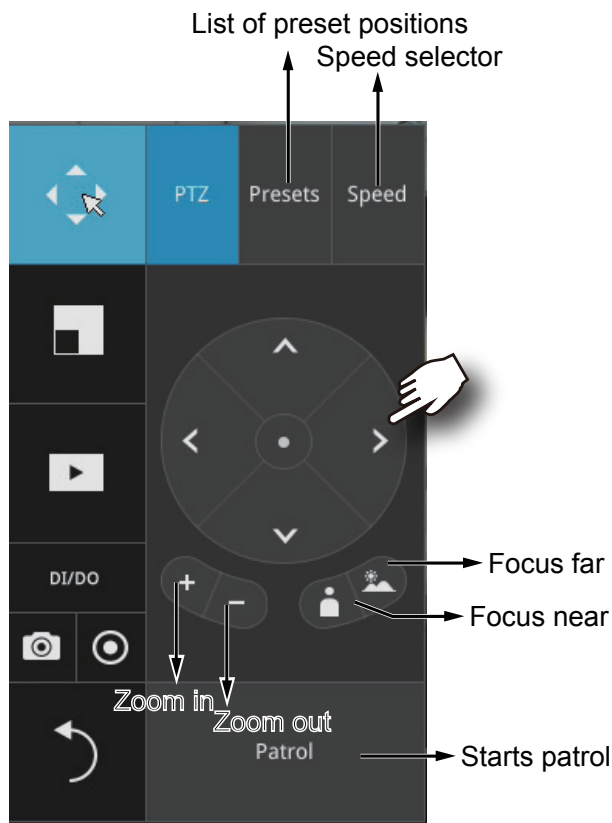 List of preset positions
Speed selector
PTZ
Presets
Speed
DI/DO
Focus far
Focus near
Zoom in
Zoom out
Patrol
Starts patrol